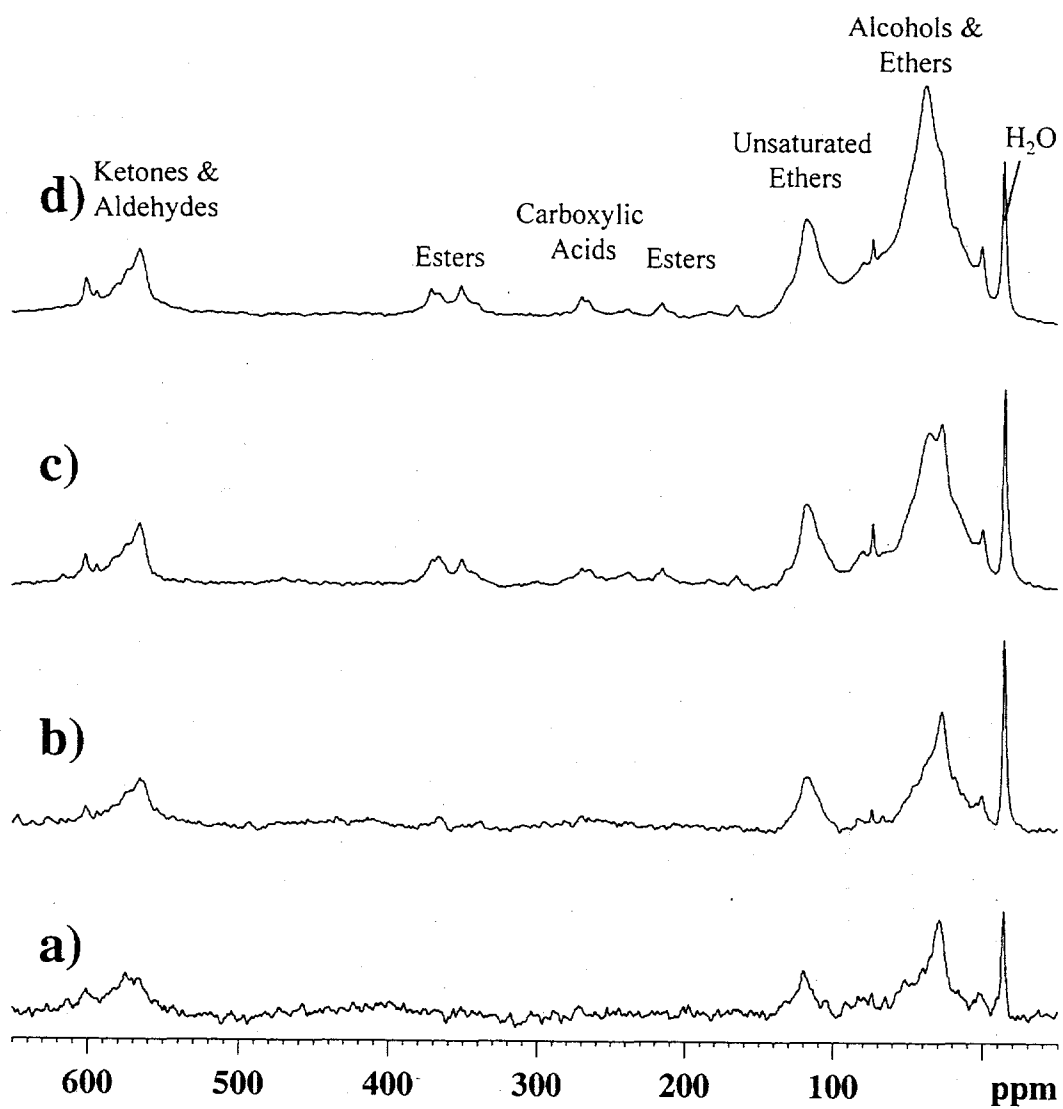 Alcohols &
Ethers
H₂O
Unsaturated
Ethers
Ketones &
Aldehydes
d)
Carboxylic
Acids
Esters
Esters
c)
b)
a)
600 500 400 300 200 100 ppm